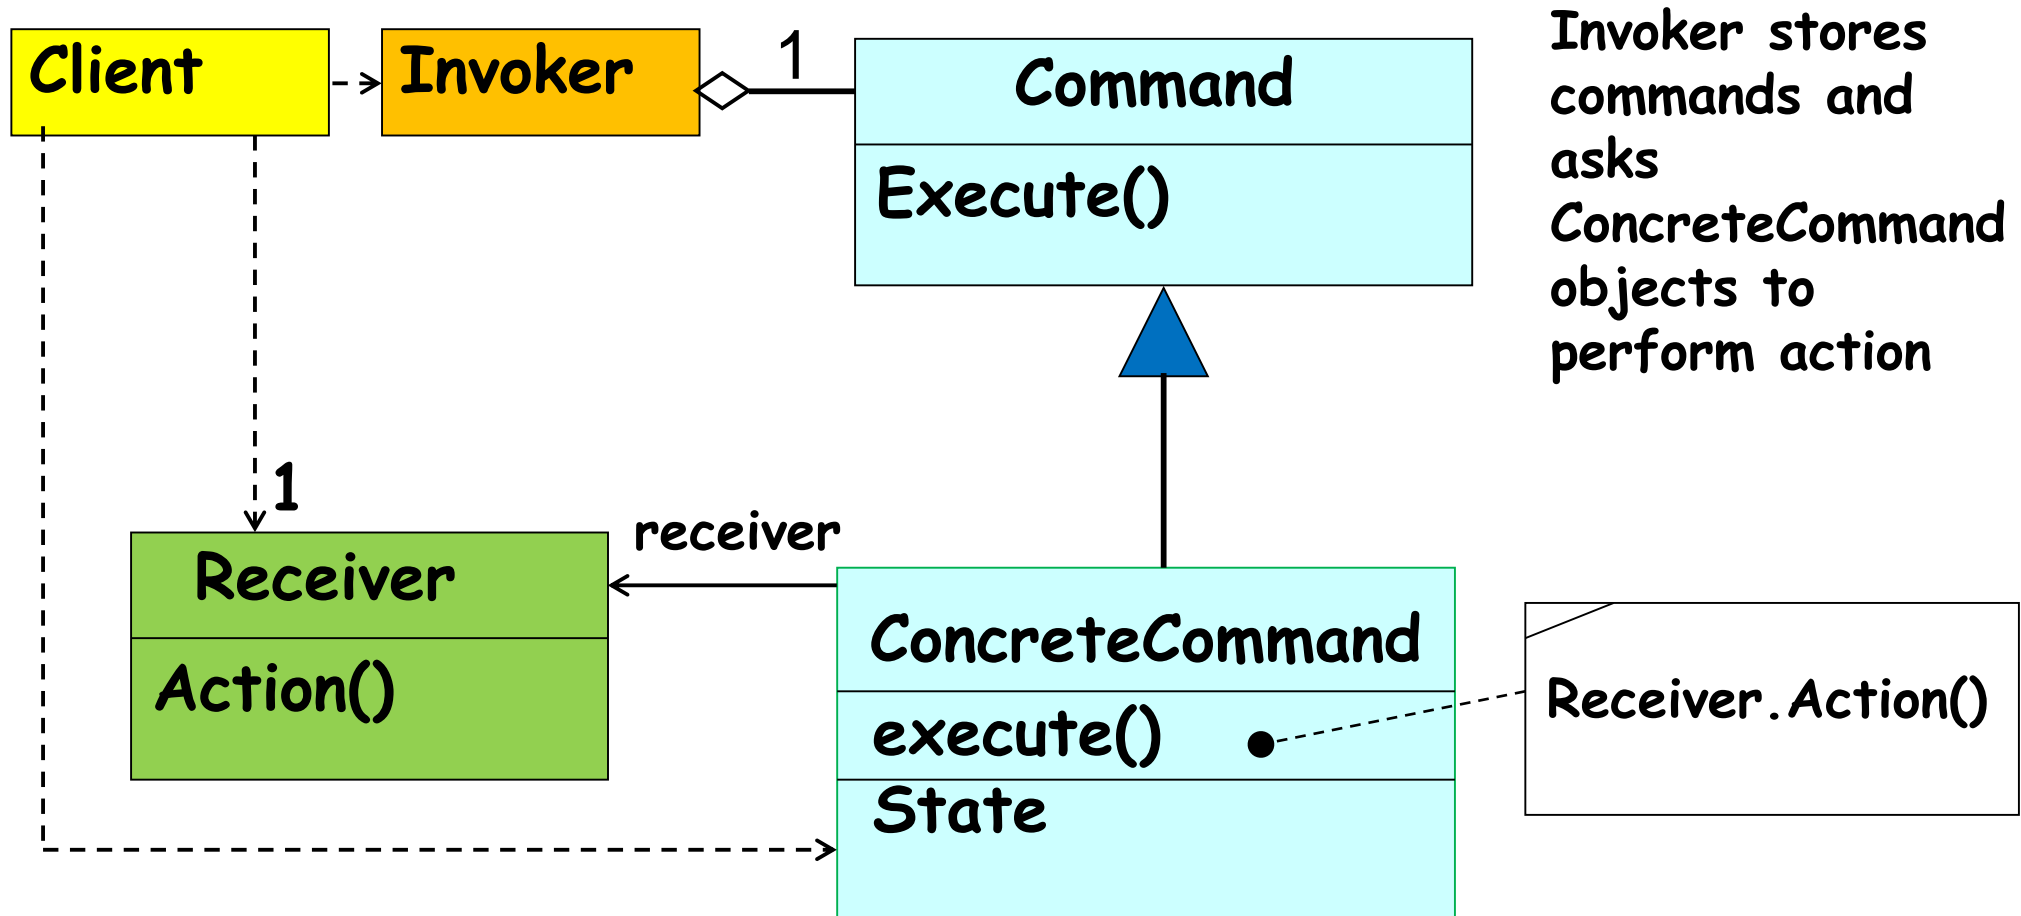 Client
Invoker
1
Command
Execute()
Invoker stores
commands and
asks
ConcreteCommand
objects to
perform action
1
Receiver
Action()
receiver
ConcreteCommand
execute()
State
Receiver.Action()